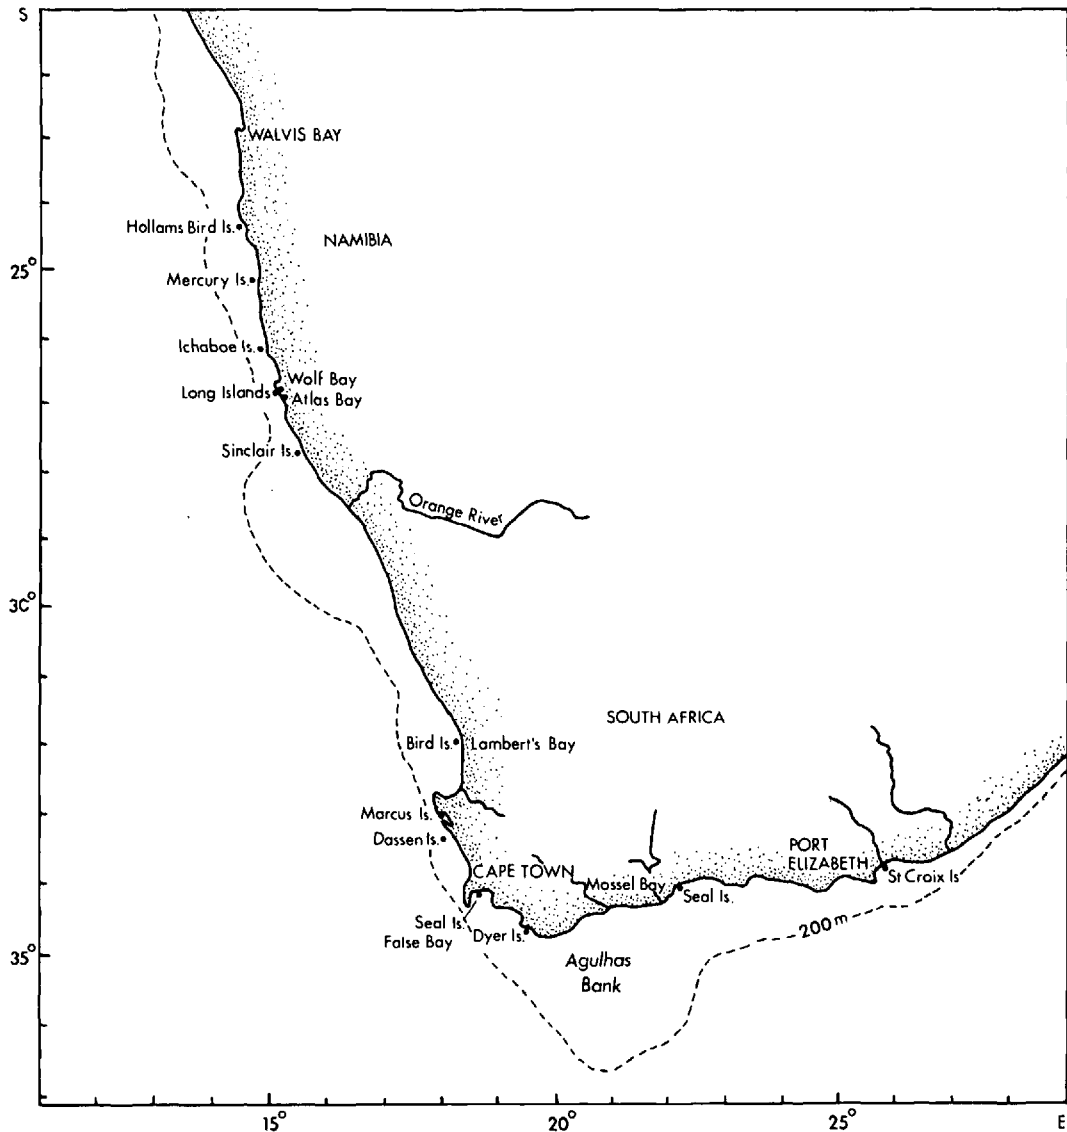 S
WALVIS BAY
Hollams Bird Is.
NAMIBIA
25°
Mercury Is.
Ichaboe Is.
Wolf Bay
Long Islands
Atlas Bay
Sinclair Is.
Orange River
30°
SOUTH AFRICA
Bird Is.
Lambert's Bay
Marcus Is.
Dassen Is.
PORT
ELIZABETH
CAPE TOWN
St Croix Is
Mossel Bay
Seal Is.
Seal Is.
False Bay
Dyer Is.
200 m
35°
Agulhas
Bank
15°
20°
25°
E